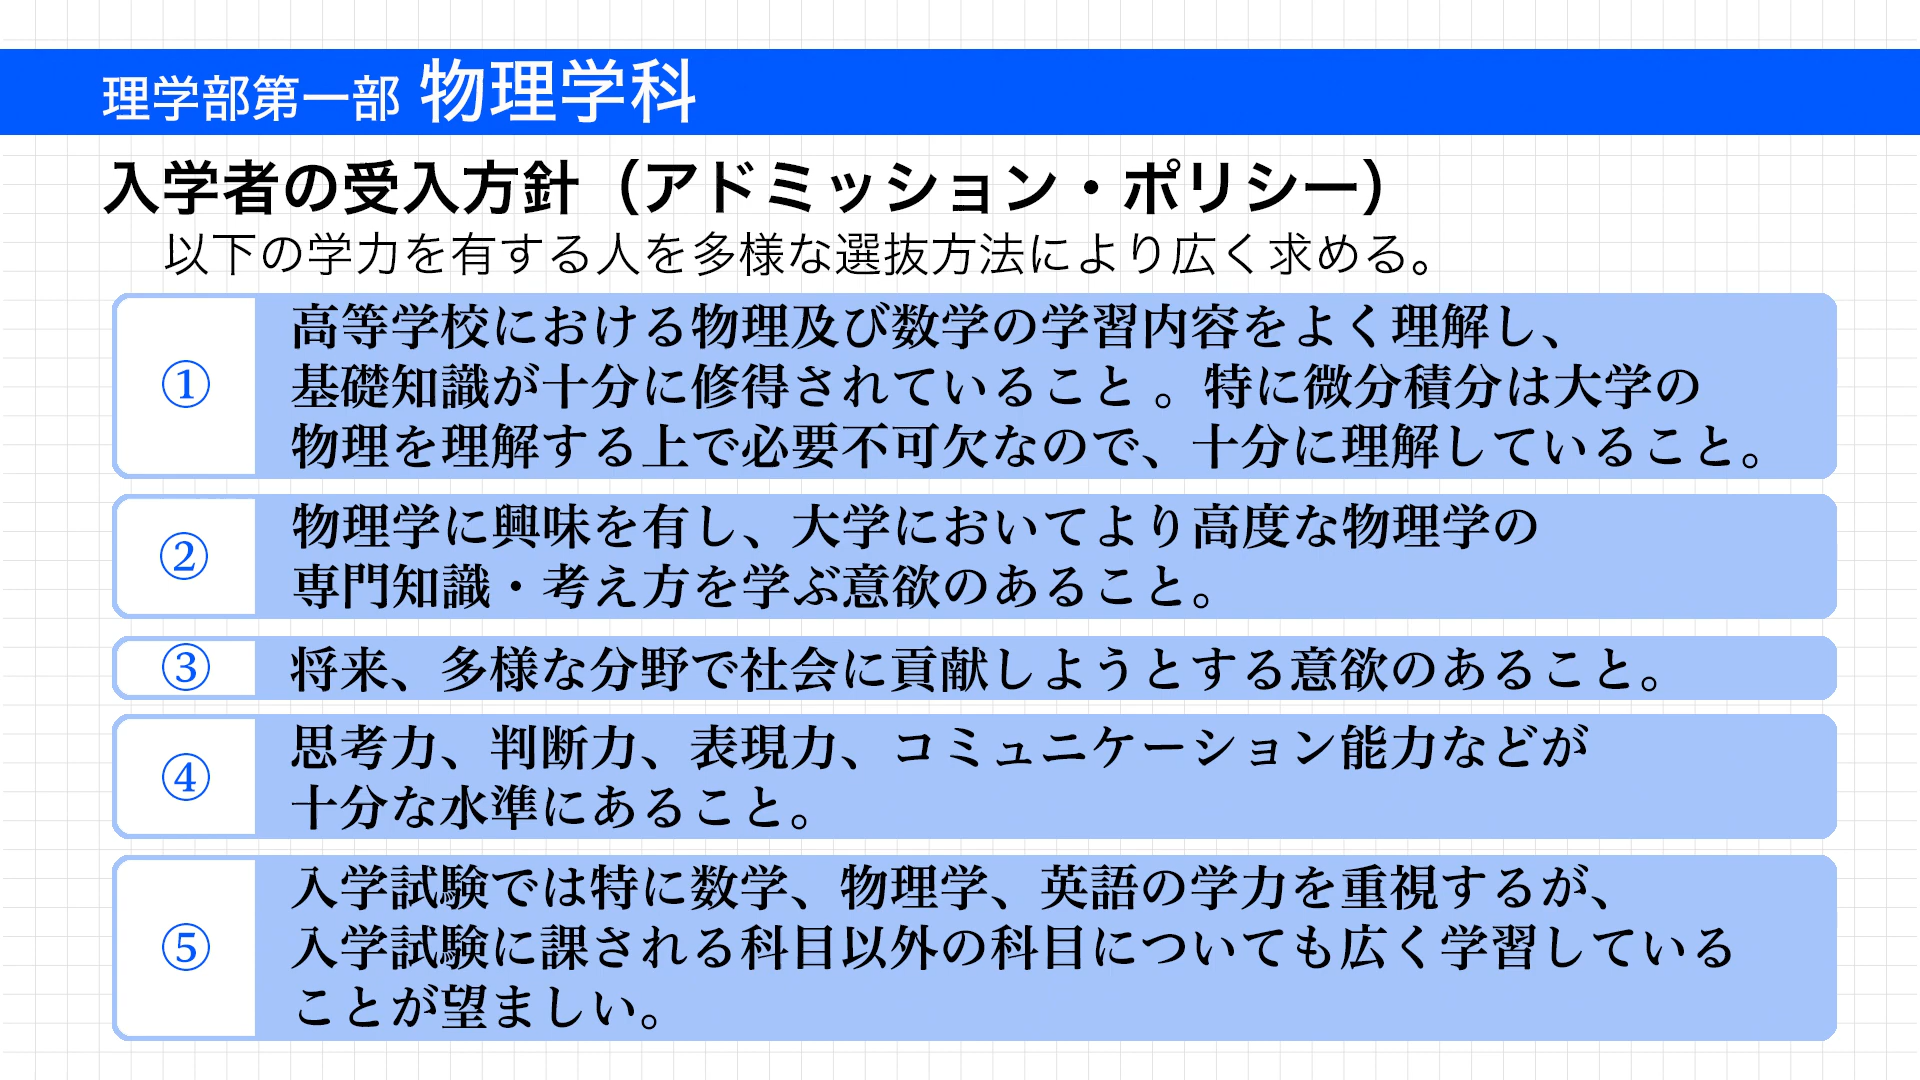 理学部第一部 物理学科
入学者の受入方針（アドミッション・ポリシー）
以下の学力を有する人を多様な選抜方法により広く求める。
① 高等学校における物理及び数学の学習内容をよく理解し、
基礎知識が十分に修得されていること 。特に微分積分は大学の
物理を理解する上で必要不可欠なので、十分に理解していること。
② 物理学に興味を有し、大学においてより高度な物理学の
専門知識・考え方を学ぶ意欲のあること。
③ 将来、多様な分野で社会に貢献しようとする意欲のあること。
④ 思考力、判断力、表現力、コミュニケーション能力などが
十分な水準にあること。
⑤ 入学試験では特に数学、物理学、英語の学力を重視するが、
入学試験に課される科目以外の科目についても広く学習している
ことが望ましい。